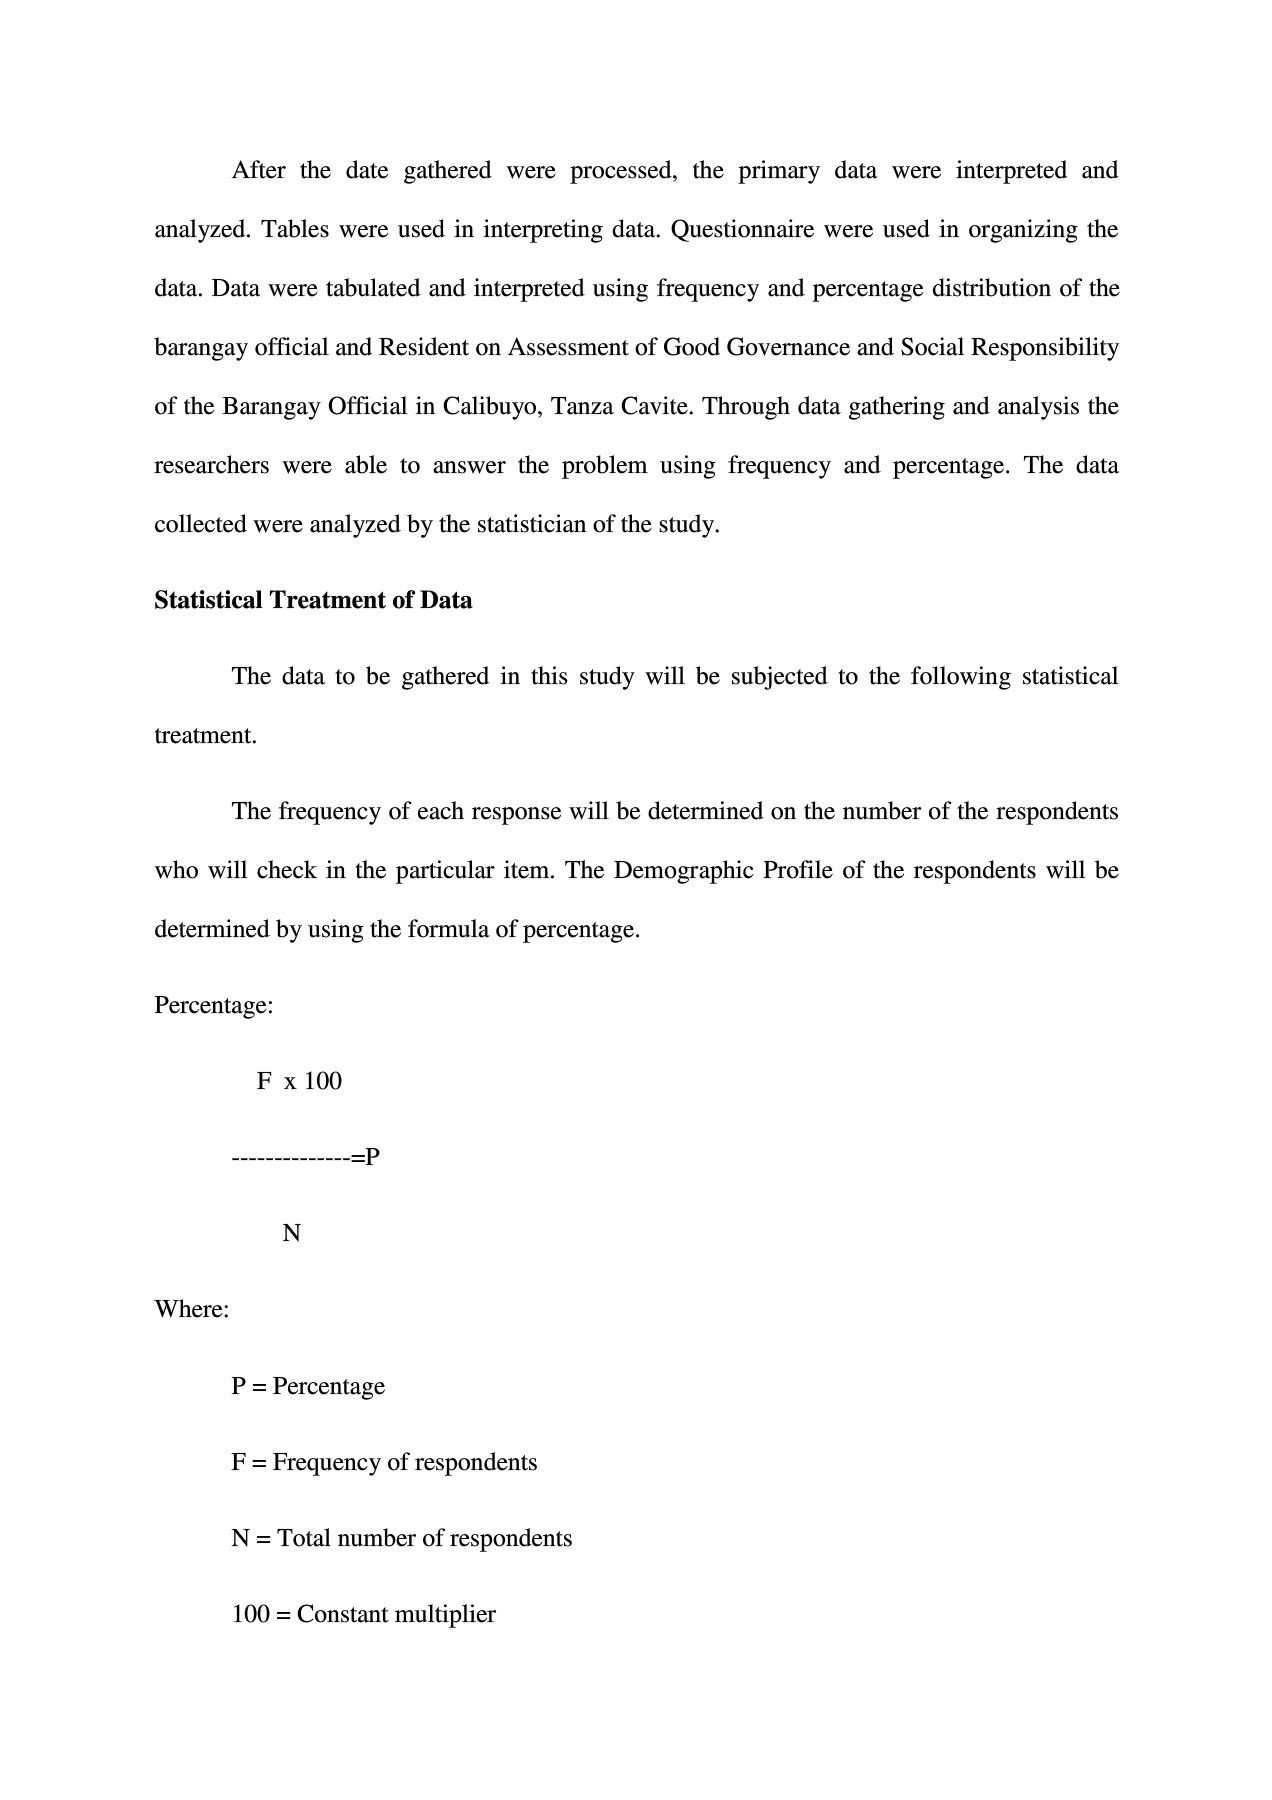 After the date gathered were processed, the primary data were interpreted and
analyzed. Tables were used in interpreting data. Questionnaire were used in organizing the
data. Data were tabulated and interpreted using frequency and percentage distribution of the
barangay official and Resident on Assessment of Good Governance and Social Responsibility
of the Barangay Official in Calibuyo, Tanza Cavite. Through data gathering and analysis the
researchers were able to answer the problem using frequency and percentage. The data
collected were analyzed by the statistician of the study.
Statistical Treatment of Data
The data to be gathered in this study will be subjected to the following statistical
treatment.
The frequency of each response will be determined on the number of the respondents
who will check in the particular item. The Demographic Profile of the respondents will be
determined by using the formula of percentage.
Percentage:
F x 100
--------------=P
N
Where:
P = Percentage
F = Frequency of respondents
N = Total number of respondents
100 = Constant multiplier